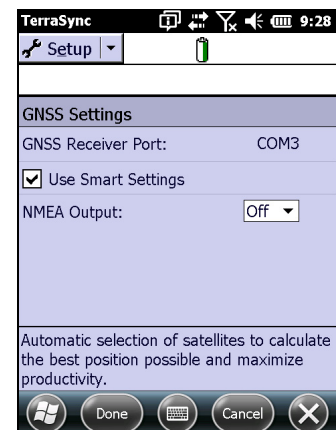 TerraSync 9:28
Setup
GNSS Settings
GNSS Receiver Port: COM3
Use Smart Settings
NMEA Output: Off
Automatic selection of satellites to calculate
the best position possible and maximize
productivity.
Done Cancel